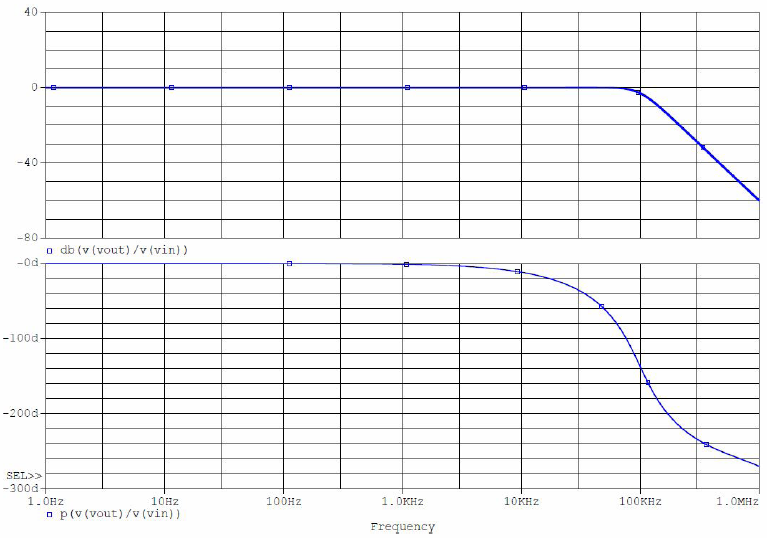 40
0
-40
-80
db(v(vout)/v(vin))
-0d
-100d
-200d
SEL>>
-300d
1.0Hz 10Hz 100Hz 1.0KHz 10KHz 100KHz 1.0MHz
p(v(vout)/v(vin))
Frequency